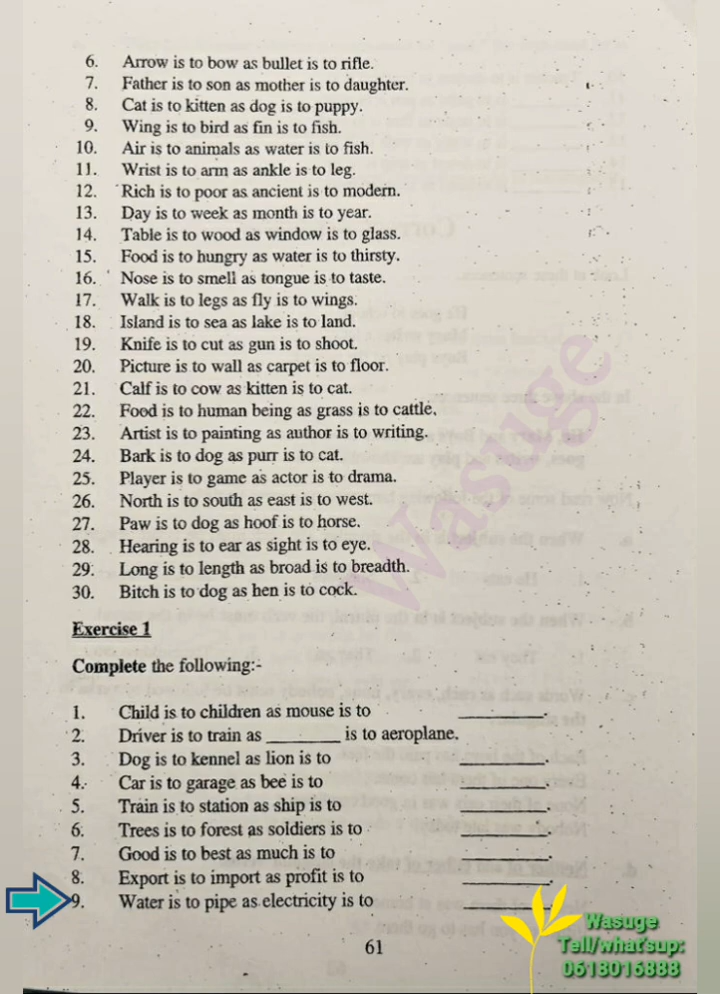 6. Arrow is to bow as bullet is to rifle.
7. Father is to son as mother is to daughter.
8. Cat is to kitten as dog is to puppy.
9. Wing is to bird as fin is to fish.
10. Air is to animals as water is to fish.
11. Wrist is to arm as ankle is to leg.
12. Rich is to poor as ancient is to modern.
13. Day is to week as month is to year.
14. Table is to wood as window is to glass.
15. Food is to hungry as water is to thirsty.
16. Nose is to smell as tongue is to taste.
17. Walk is to legs as fly is to wings.
18. Island is to sea as lake is to land.
19. Knife is to cut as gun is to shoot.
20. Picture is to wall as carpet is to floor.
21. Calf is to cow as kitten is to cat.
22. Food is to human being as grass is to cattle.
23. Artist is to painting as author is to writing.
24. Bark is to dog as purr is to cat.
25. Player is to game as actor is to drama.
26. North is to south as east is to west.
27. Paw is to dog as hoof is to horse.
28. Hearing is to ear as sight is to eye.
29. Long is to length as broad is to breadth.
30. Bitch is to dog as hen is to cock.
Wasuge
Exercise 1
Complete the following:-
1. Child is to children as mouse is to ________.
2. Driver is to train as ________ is to aeroplane.
3. Dog is to kennel as lion is to ________.
4. Car is to garage as bee is to ________.
5. Train is to station as ship is to ________.
6. Trees is to forest as soldiers is to ________.
7. Good is to best as much is to ________.
8. Export is to import as profit is to ________.
9. Water is to pipe as electricity is to ________.
61
Wasuge
Tell/what'sup:
0618016888